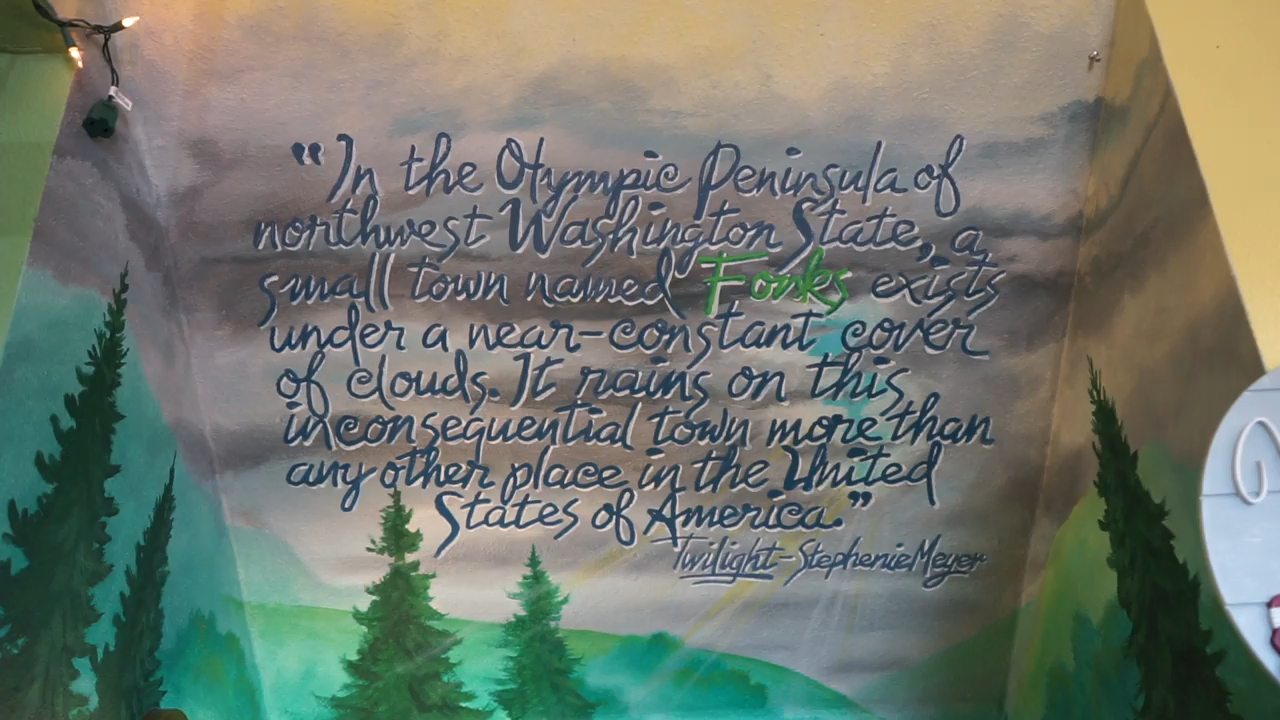 “In the Olympic Peninsula of
northwest Washington State, a
small town named Forks exists
under a near-constant cover
of clouds. It rains on this
inconsequential town more than
any other place in the United
States of America.”
Twilight-Stephenie Meyer